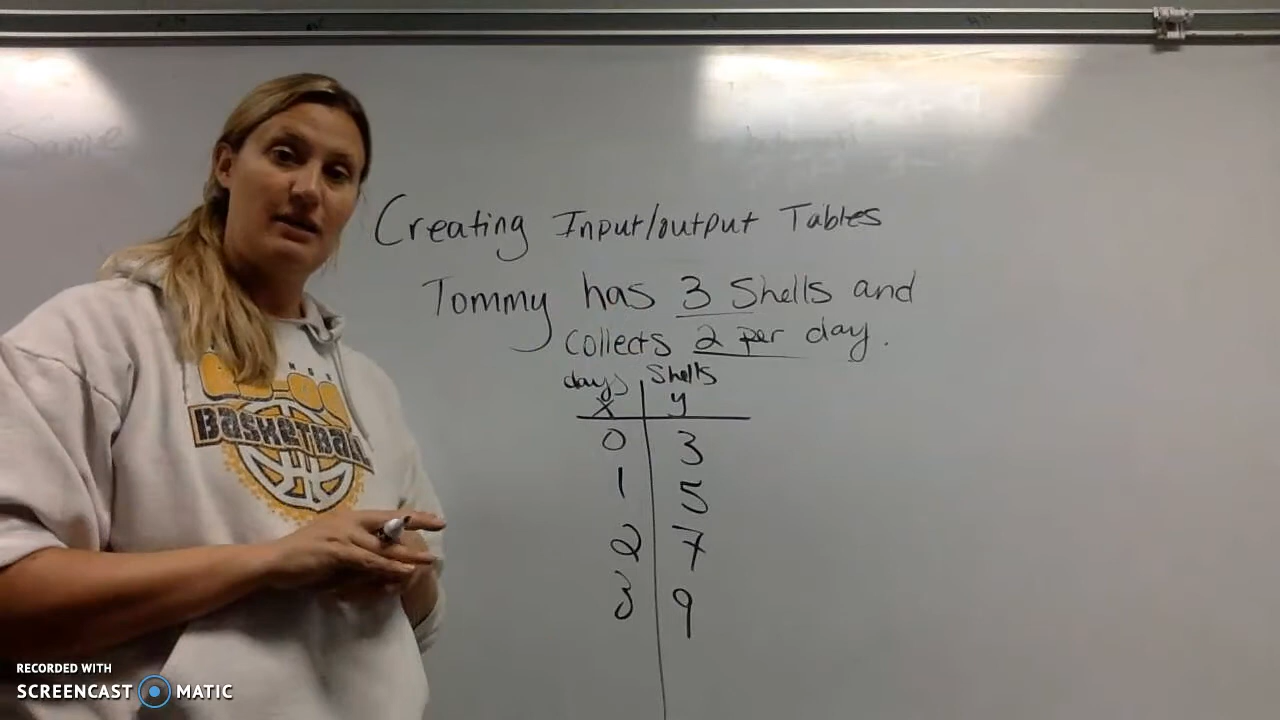 Same
Creating Input/output Tables
Tommy has 3 Shells and
Collects 2 per day.
days Shells
x y
0 3
1 5
2 7
3 9
BASKETBALL
RECORDED WITH
SCREENCAST MATIC